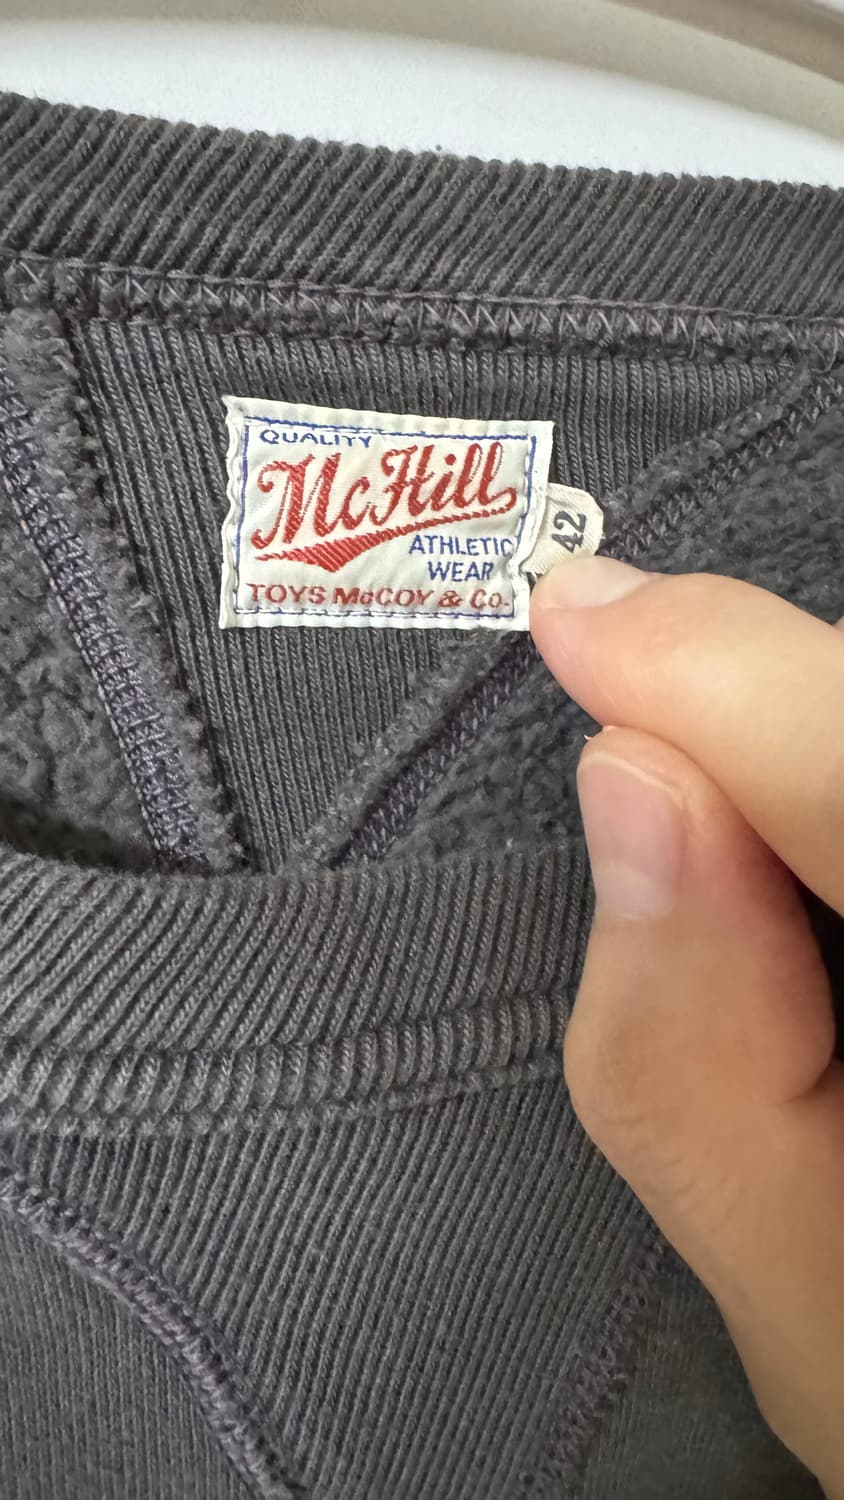 QUALITY
McHill
ATHLETIC
WEAR
TOYS McCOY & Co.
42